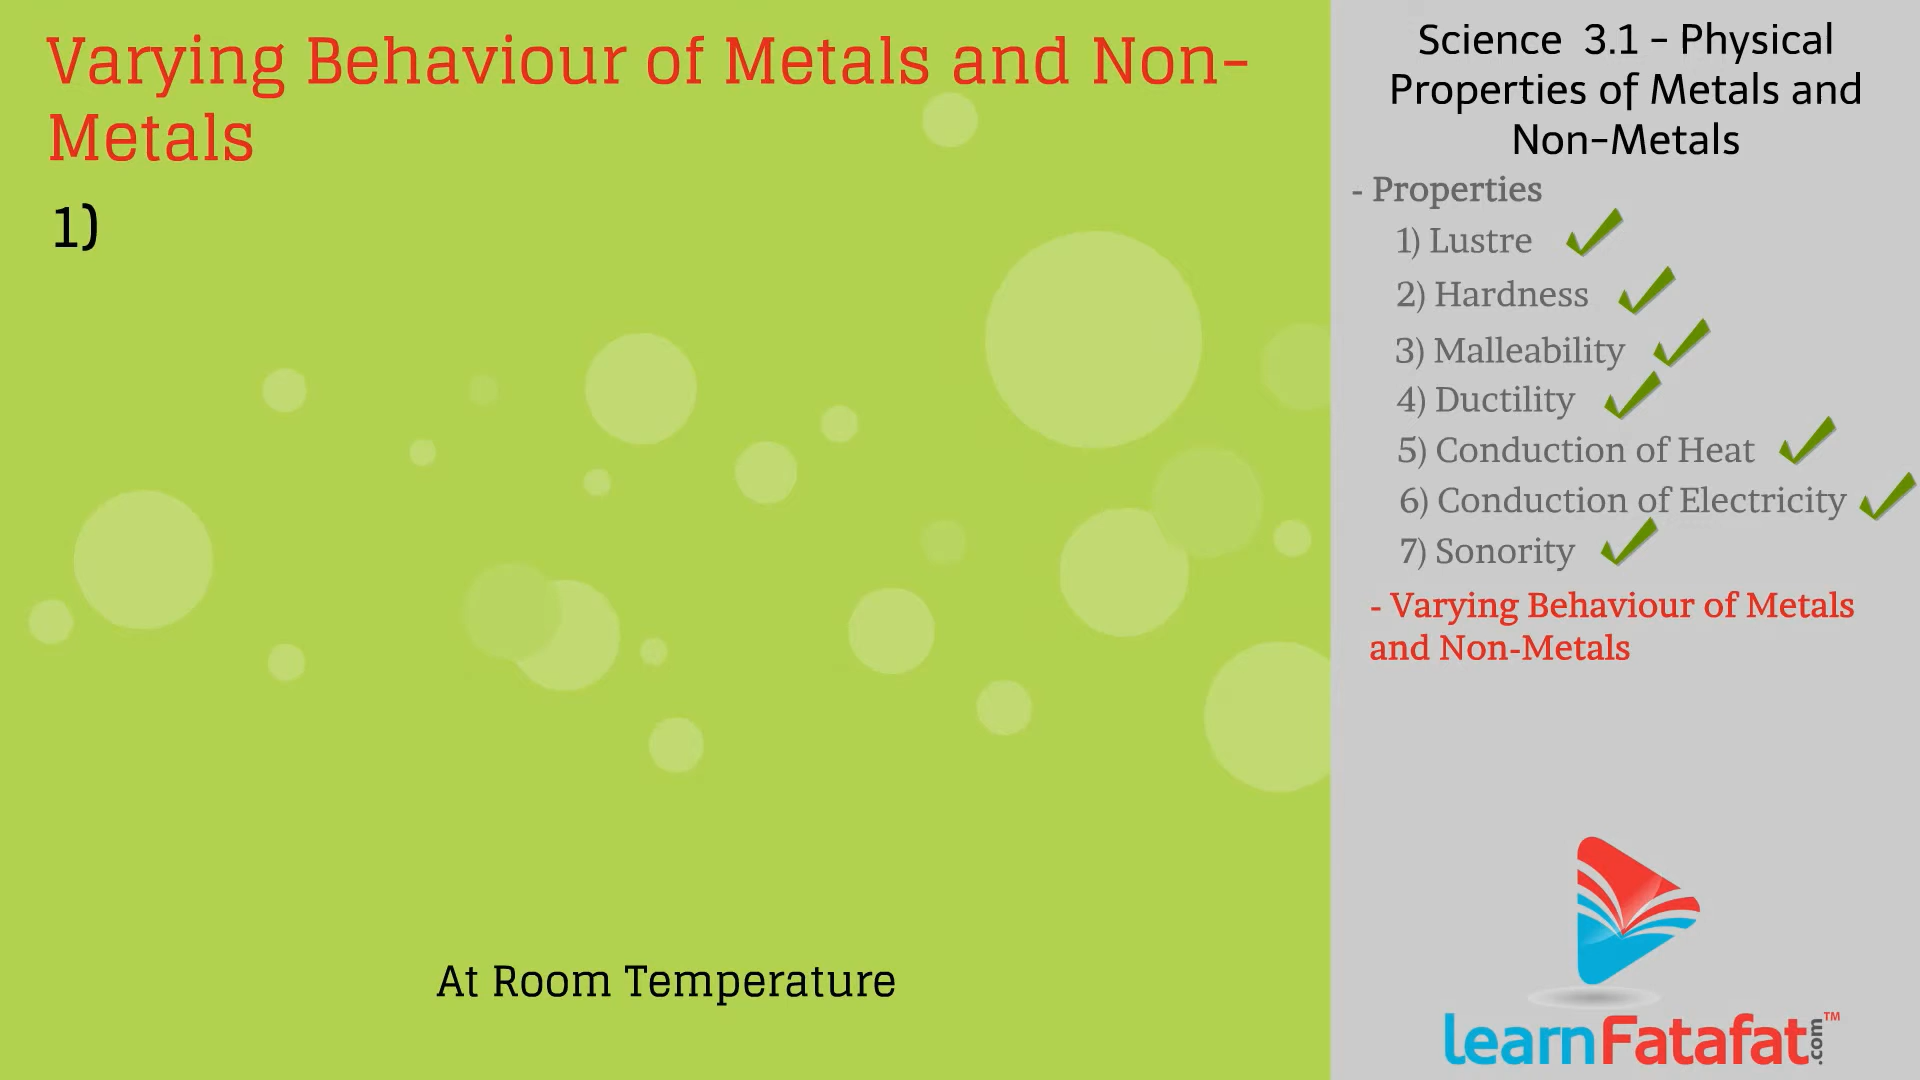 Varying Behaviour of Metals and Non-
Metals
1)
At Room Temperature
Science 3.1 - Physical
Properties of Metals and
Non-Metals
- Properties
1) Lustre
2) Hardness
3) Malleability
4) Ductility
5) Conduction of Heat
6) Conduction of Electricity
7) Sonority
- Varying Behaviour of Metals
and Non-Metals
learnFatafat.com™